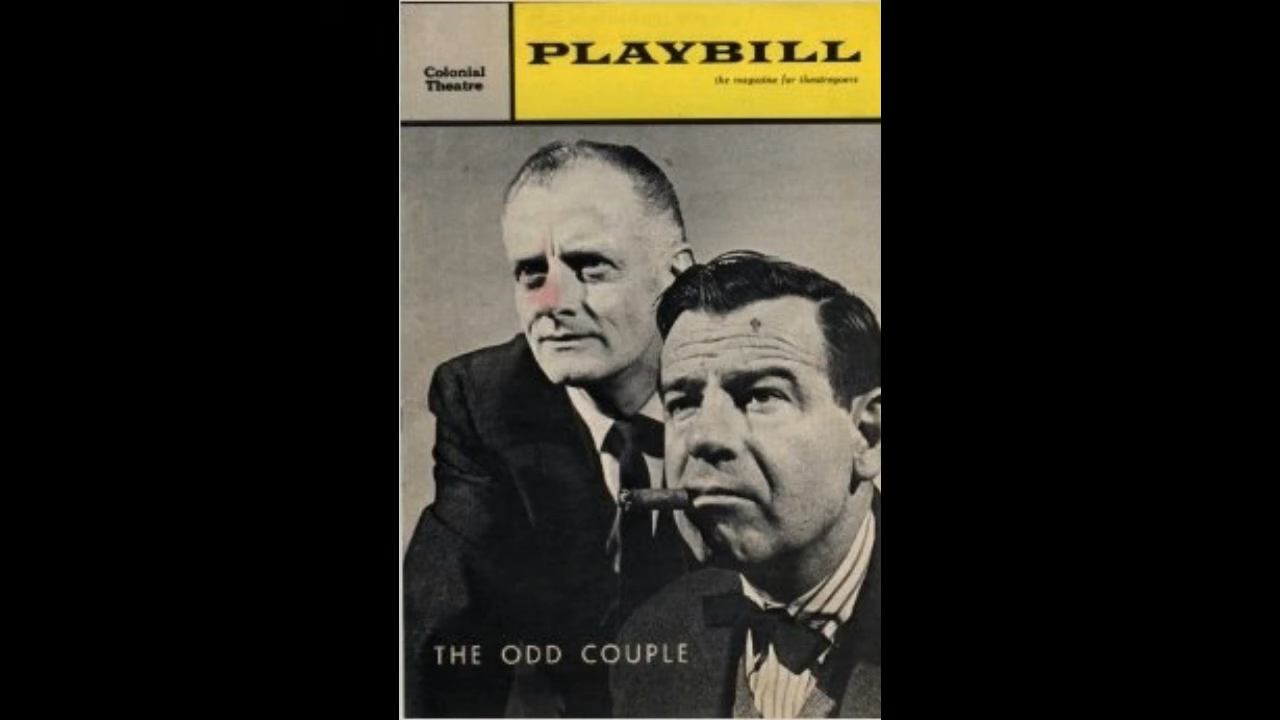 Colonial
Theatre
PLAYBILL
the magazine for theatregoers
THE ODD COUPLE